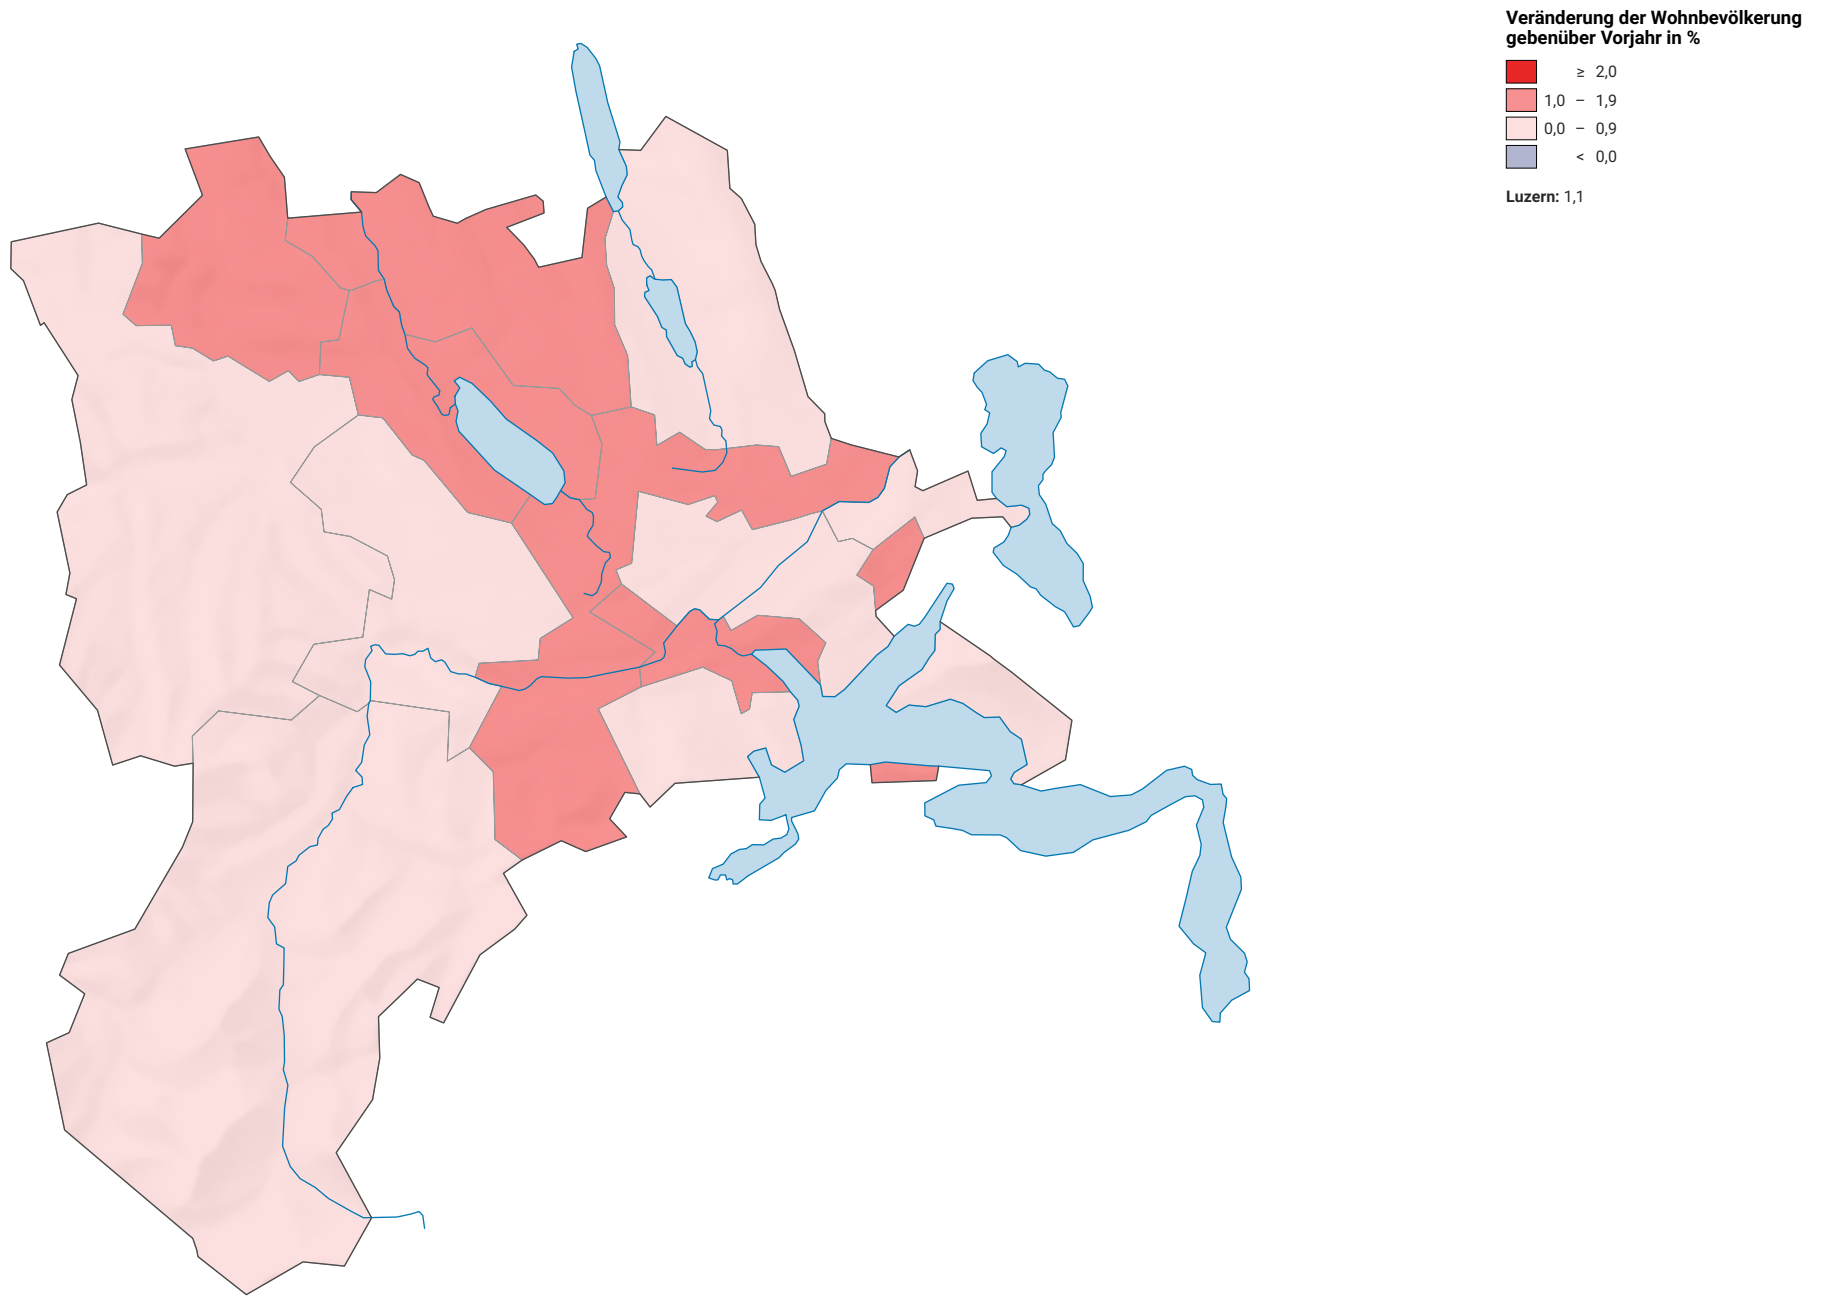 Veränderung der Wohnbevölkerung
gebenüber Vorjahr in %
≥ 2,0
1,0 – 1,9
0,0 – 0,9
< 0,0
Luzern: 1,1